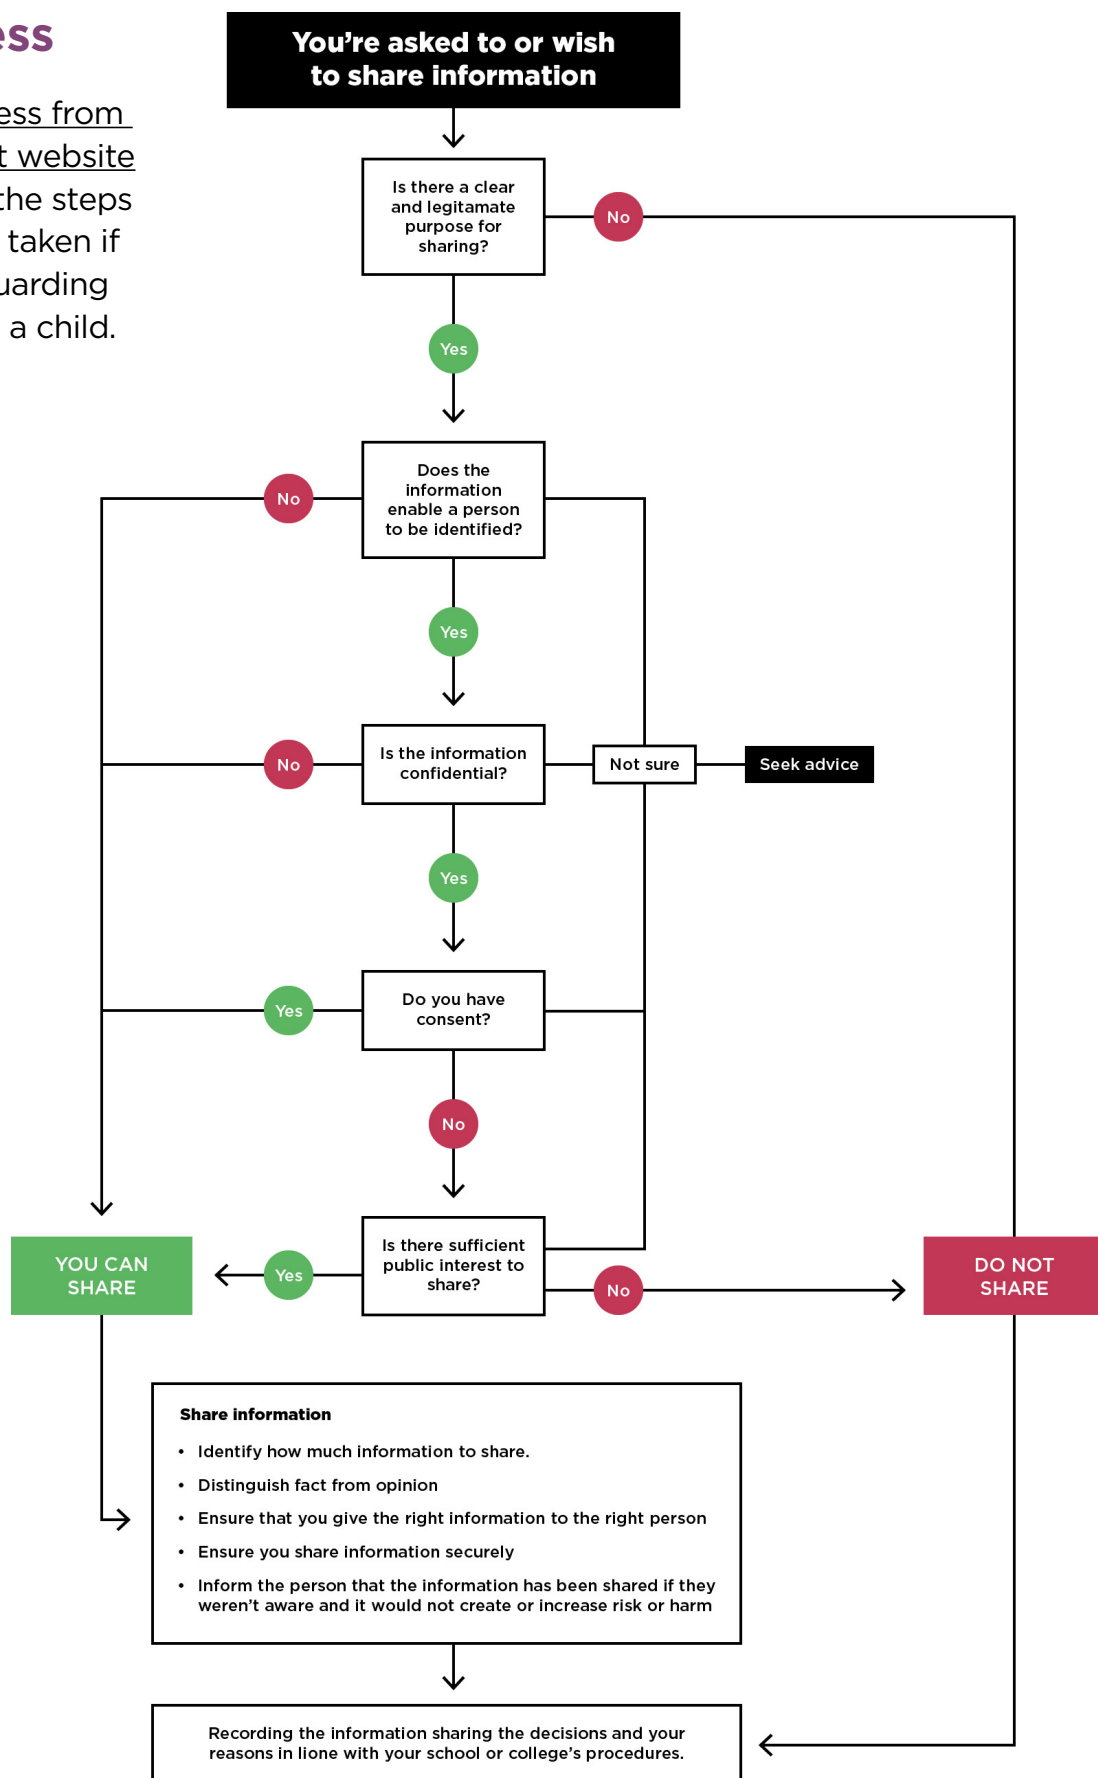 ess
ess from
t website
the steps
taken if
uarding
a child.
You're asked to or wish
to share information
Is there a clear
and legitamate
purpose for
sharing?
No
Yes
Does the
information
enable a person
to be identified?
No
Yes
Is the information
confidential?
No
Not sure
Seek advice
Yes
Do you have
consent?
Yes
No
Is there sufficient
public interest to
share?
Yes
No
YOU CAN
SHARE
DO NOT
SHARE
Share information
• Identify how much information to share.
• Distinguish fact from opinion
• Ensure that you give the right information to the right person
• Ensure you share information securely
• Inform the person that the information has been shared if they
weren't aware and it would not create or increase risk or harm
Recording the information sharing the decisions and your
reasons in lione with your school or college's procedures.